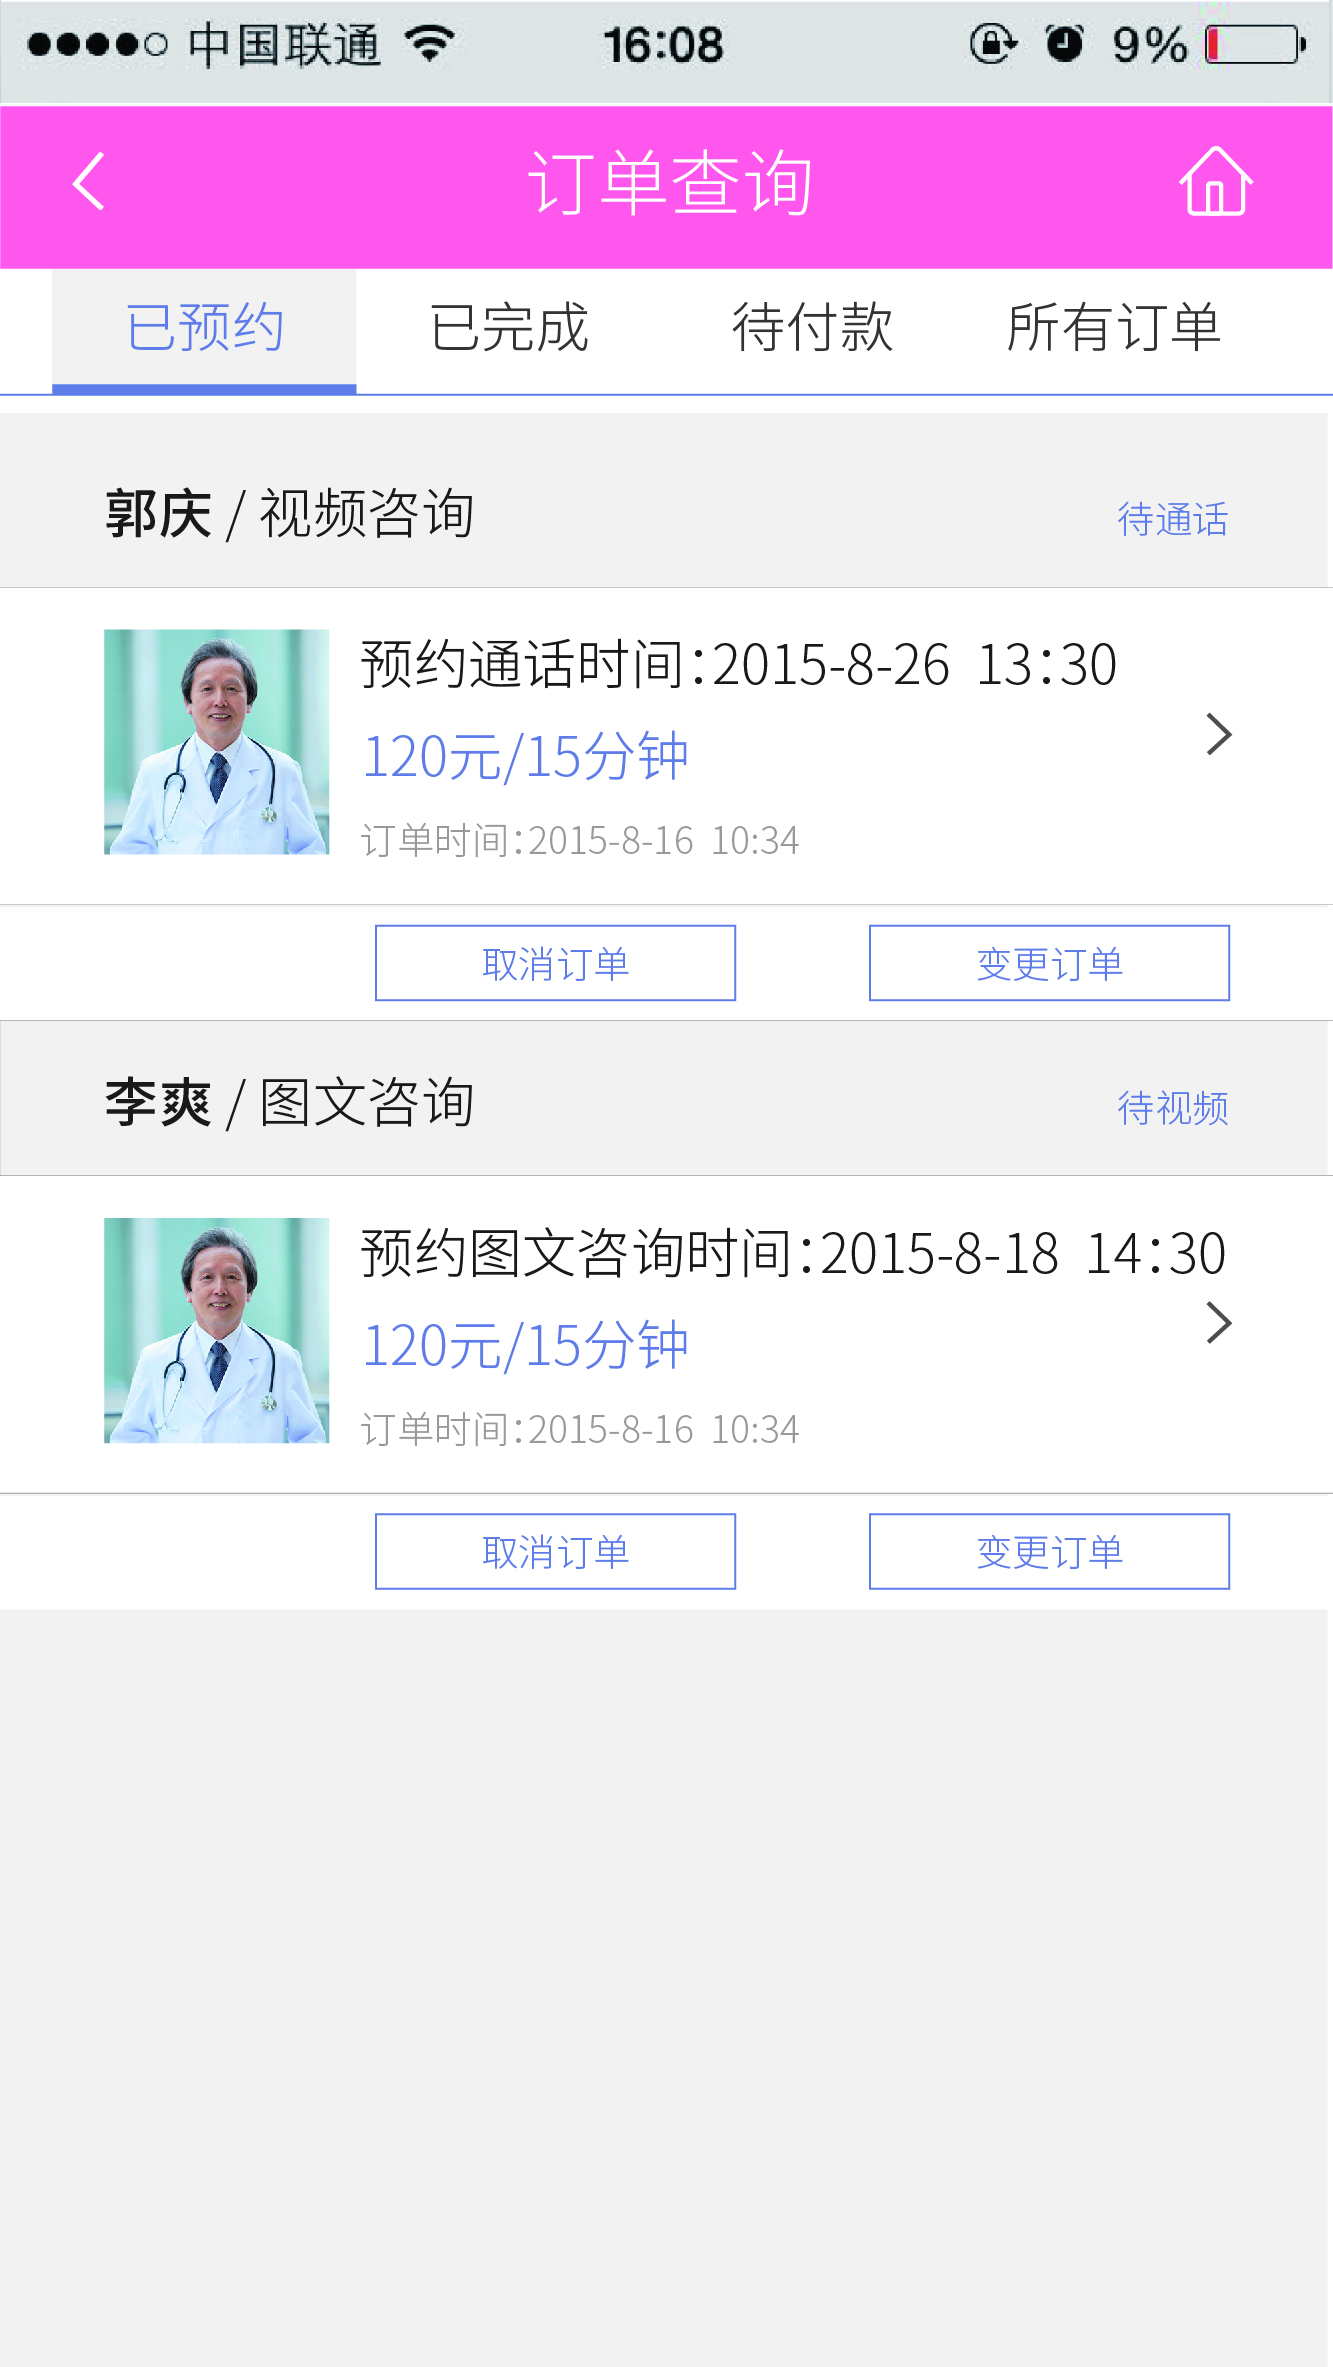 中国联通 16:08 9%
订单查询
已预约 已完成 待付款 所有订单
郭庆 / 视频咨询 待通话
预约通话时间:2015-8-26 13:30
120元/15分钟
订单时间:2015-8-16 10:34
取消订单 变更订单
李爽 / 图文咨询 待视频
预约图文咨询时间:2015-8-18 14:30
120元/15分钟
订单时间:2015-8-16 10:34
取消订单 变更订单